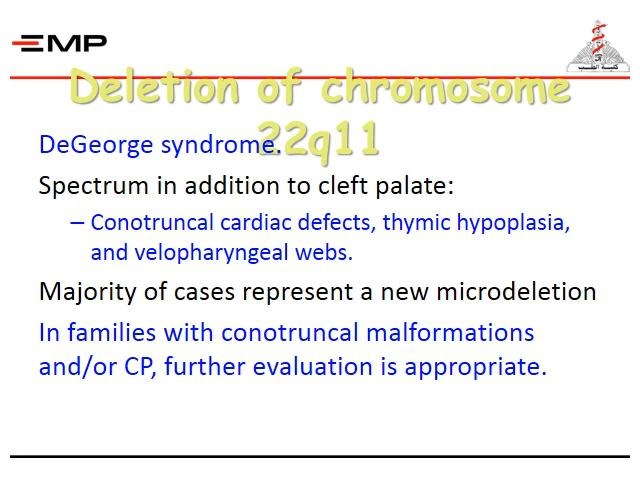 EMP
Deletion of chromosome
22q11
DeGeorge syndrome.
Spectrum in addition to cleft palate:
– Conotruncal cardiac defects, thymic hypoplasia,
and velopharyngeal webs.
Majority of cases represent a new microdeletion
In families with conotruncal malformations
and/or CP, further evaluation is appropriate.